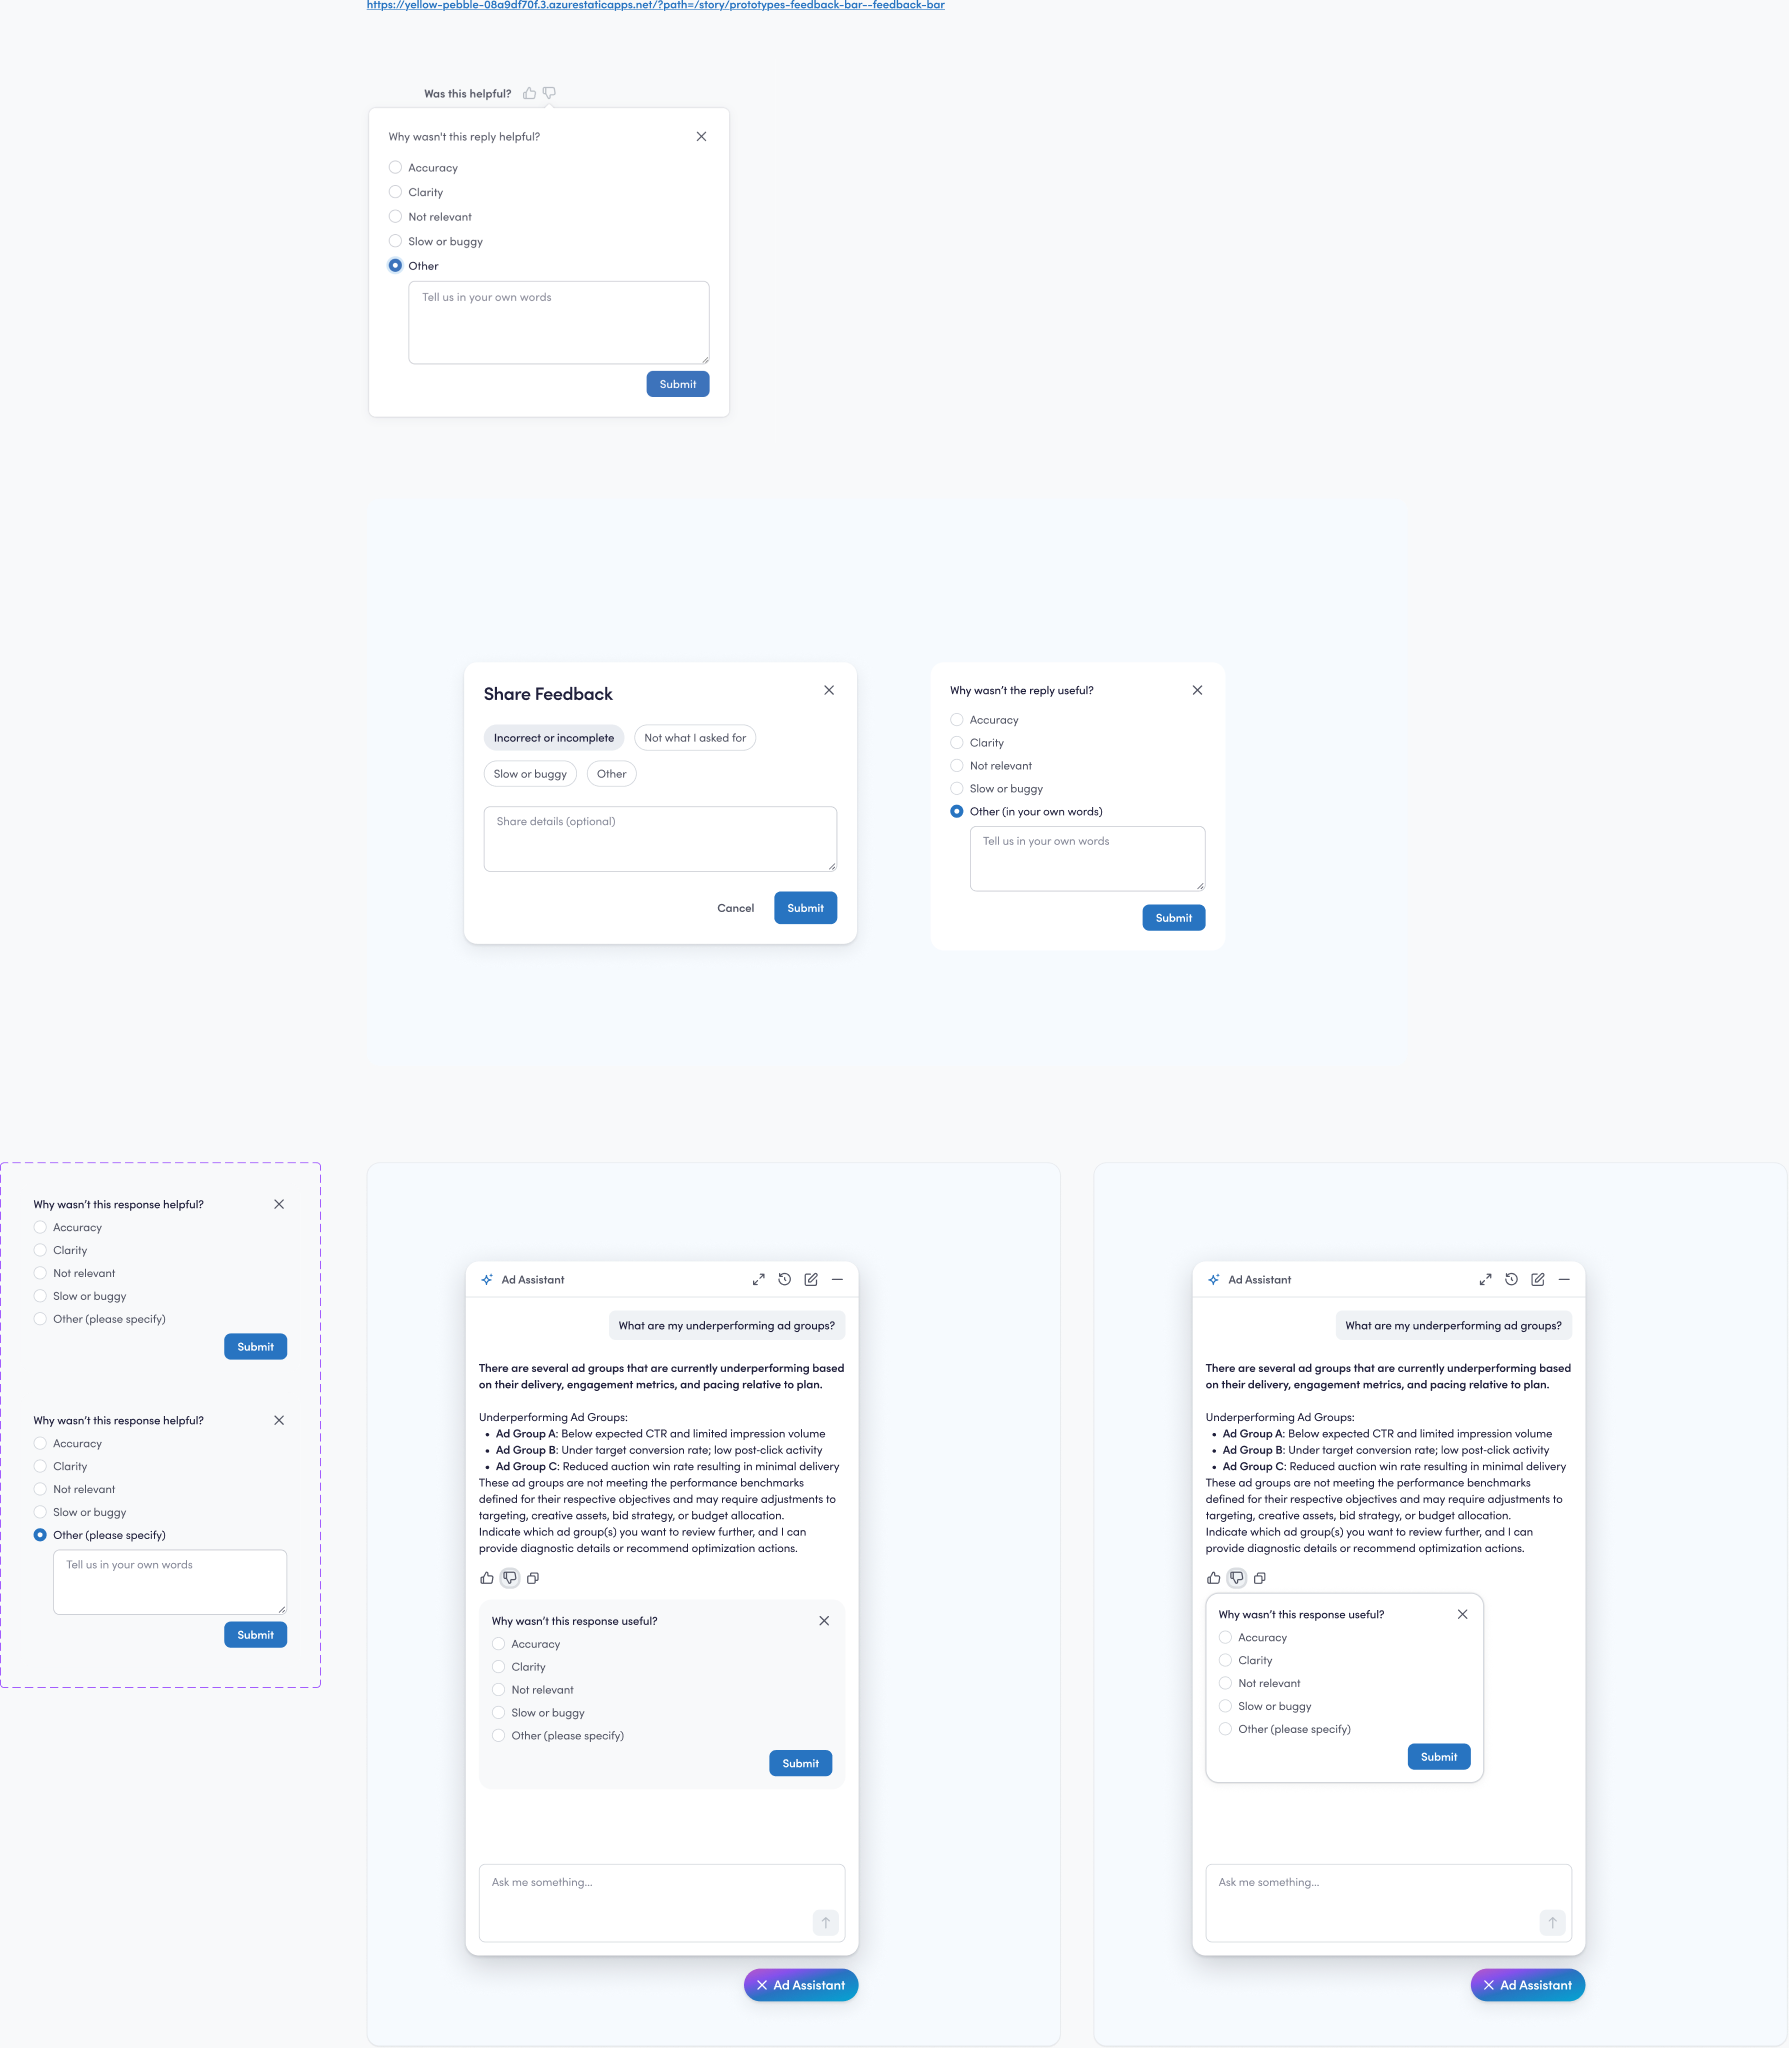 https://yellow-pebble-08a9df70f.3.azurestaticapps.net/?path=/story/prototypes-feedback-bar--feedback-bar
Was this helpful?
Why wasn't this reply helpful?
Accuracy
Clarity
Not relevant
Slow or buggy
Other
Tell us in your own words
Submit
Share Feedback
Incorrect or incomplete
Not what I asked for
Slow or buggy
Other
Share details (optional)
Cancel
Submit
Why wasn't the reply useful?
Accuracy
Clarity
Not relevant
Slow or buggy
Other (in your own words)
Tell us in your own words
Submit
Why wasn't this response helpful?
Accuracy
Clarity
Not relevant
Slow or buggy
Other (please specify)
Submit
Why wasn't this response helpful?
Accuracy
Clarity
Not relevant
Slow or buggy
Other (please specify)
Tell us in your own words
Submit
Ad Assistant
What are my underperforming ad groups?
There are several ad groups that are currently underperforming based
on their delivery, engagement metrics, and pacing relative to plan.
Underperforming Ad Groups:
• Ad Group A: Below expected CTR and limited impression volume
• Ad Group B: Under target conversion rate; low post-click activity
• Ad Group C: Reduced auction win rate resulting in minimal delivery
These ad groups are not meeting the performance benchmarks
defined for their respective objectives and may require adjustments to
targeting, creative assets, bid strategy, or budget allocation.
Indicate which ad group(s) you want to review further, and I can
provide diagnostic details or recommend optimization actions.
Why wasn't this response useful?
Accuracy
Clarity
Not relevant
Slow or buggy
Other (please specify)
Submit
Ask me something...
Ad Assistant
Ad Assistant
What are my underperforming ad groups?
There are several ad groups that are currently underperforming based
on their delivery, engagement metrics, and pacing relative to plan.
Underperforming Ad Groups:
• Ad Group A: Below expected CTR and limited impression volume
• Ad Group B: Under target conversion rate; low post-click activity
• Ad Group C: Reduced auction win rate resulting in minimal delivery
These ad groups are not meeting the performance benchmarks
defined for their respective objectives and may require adjustments to
targeting, creative assets, bid strategy, or budget allocation.
Indicate which ad group(s) you want to review further, and I can
provide diagnostic details or recommend optimization actions.
Why wasn't this response useful?
Accuracy
Clarity
Not relevant
Slow or buggy
Other (please specify)
Submit
Ask me something...
Ad Assistant